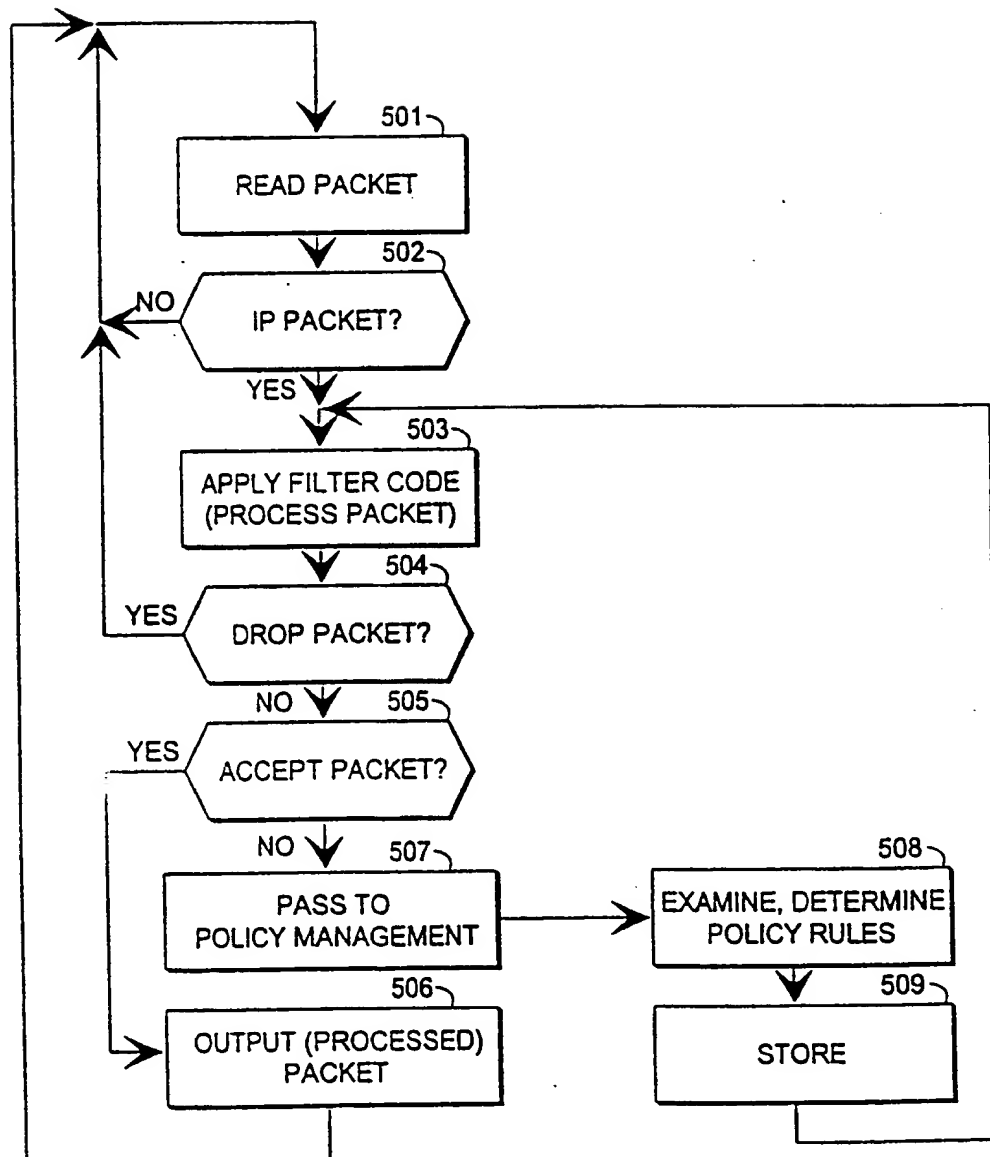 501
READ PACKET
502
NO
IP PACKET?
YES
503
APPLY FILTER CODE
(PROCESS PACKET)
504
YES
DROP PACKET?
NO
505
YES
ACCEPT PACKET?
NO
507
PASS TO
POLICY MANAGEMENT
508
EXAMINE, DETERMINE
POLICY RULES
506
OUTPUT (PROCESSED)
PACKET
509
STORE